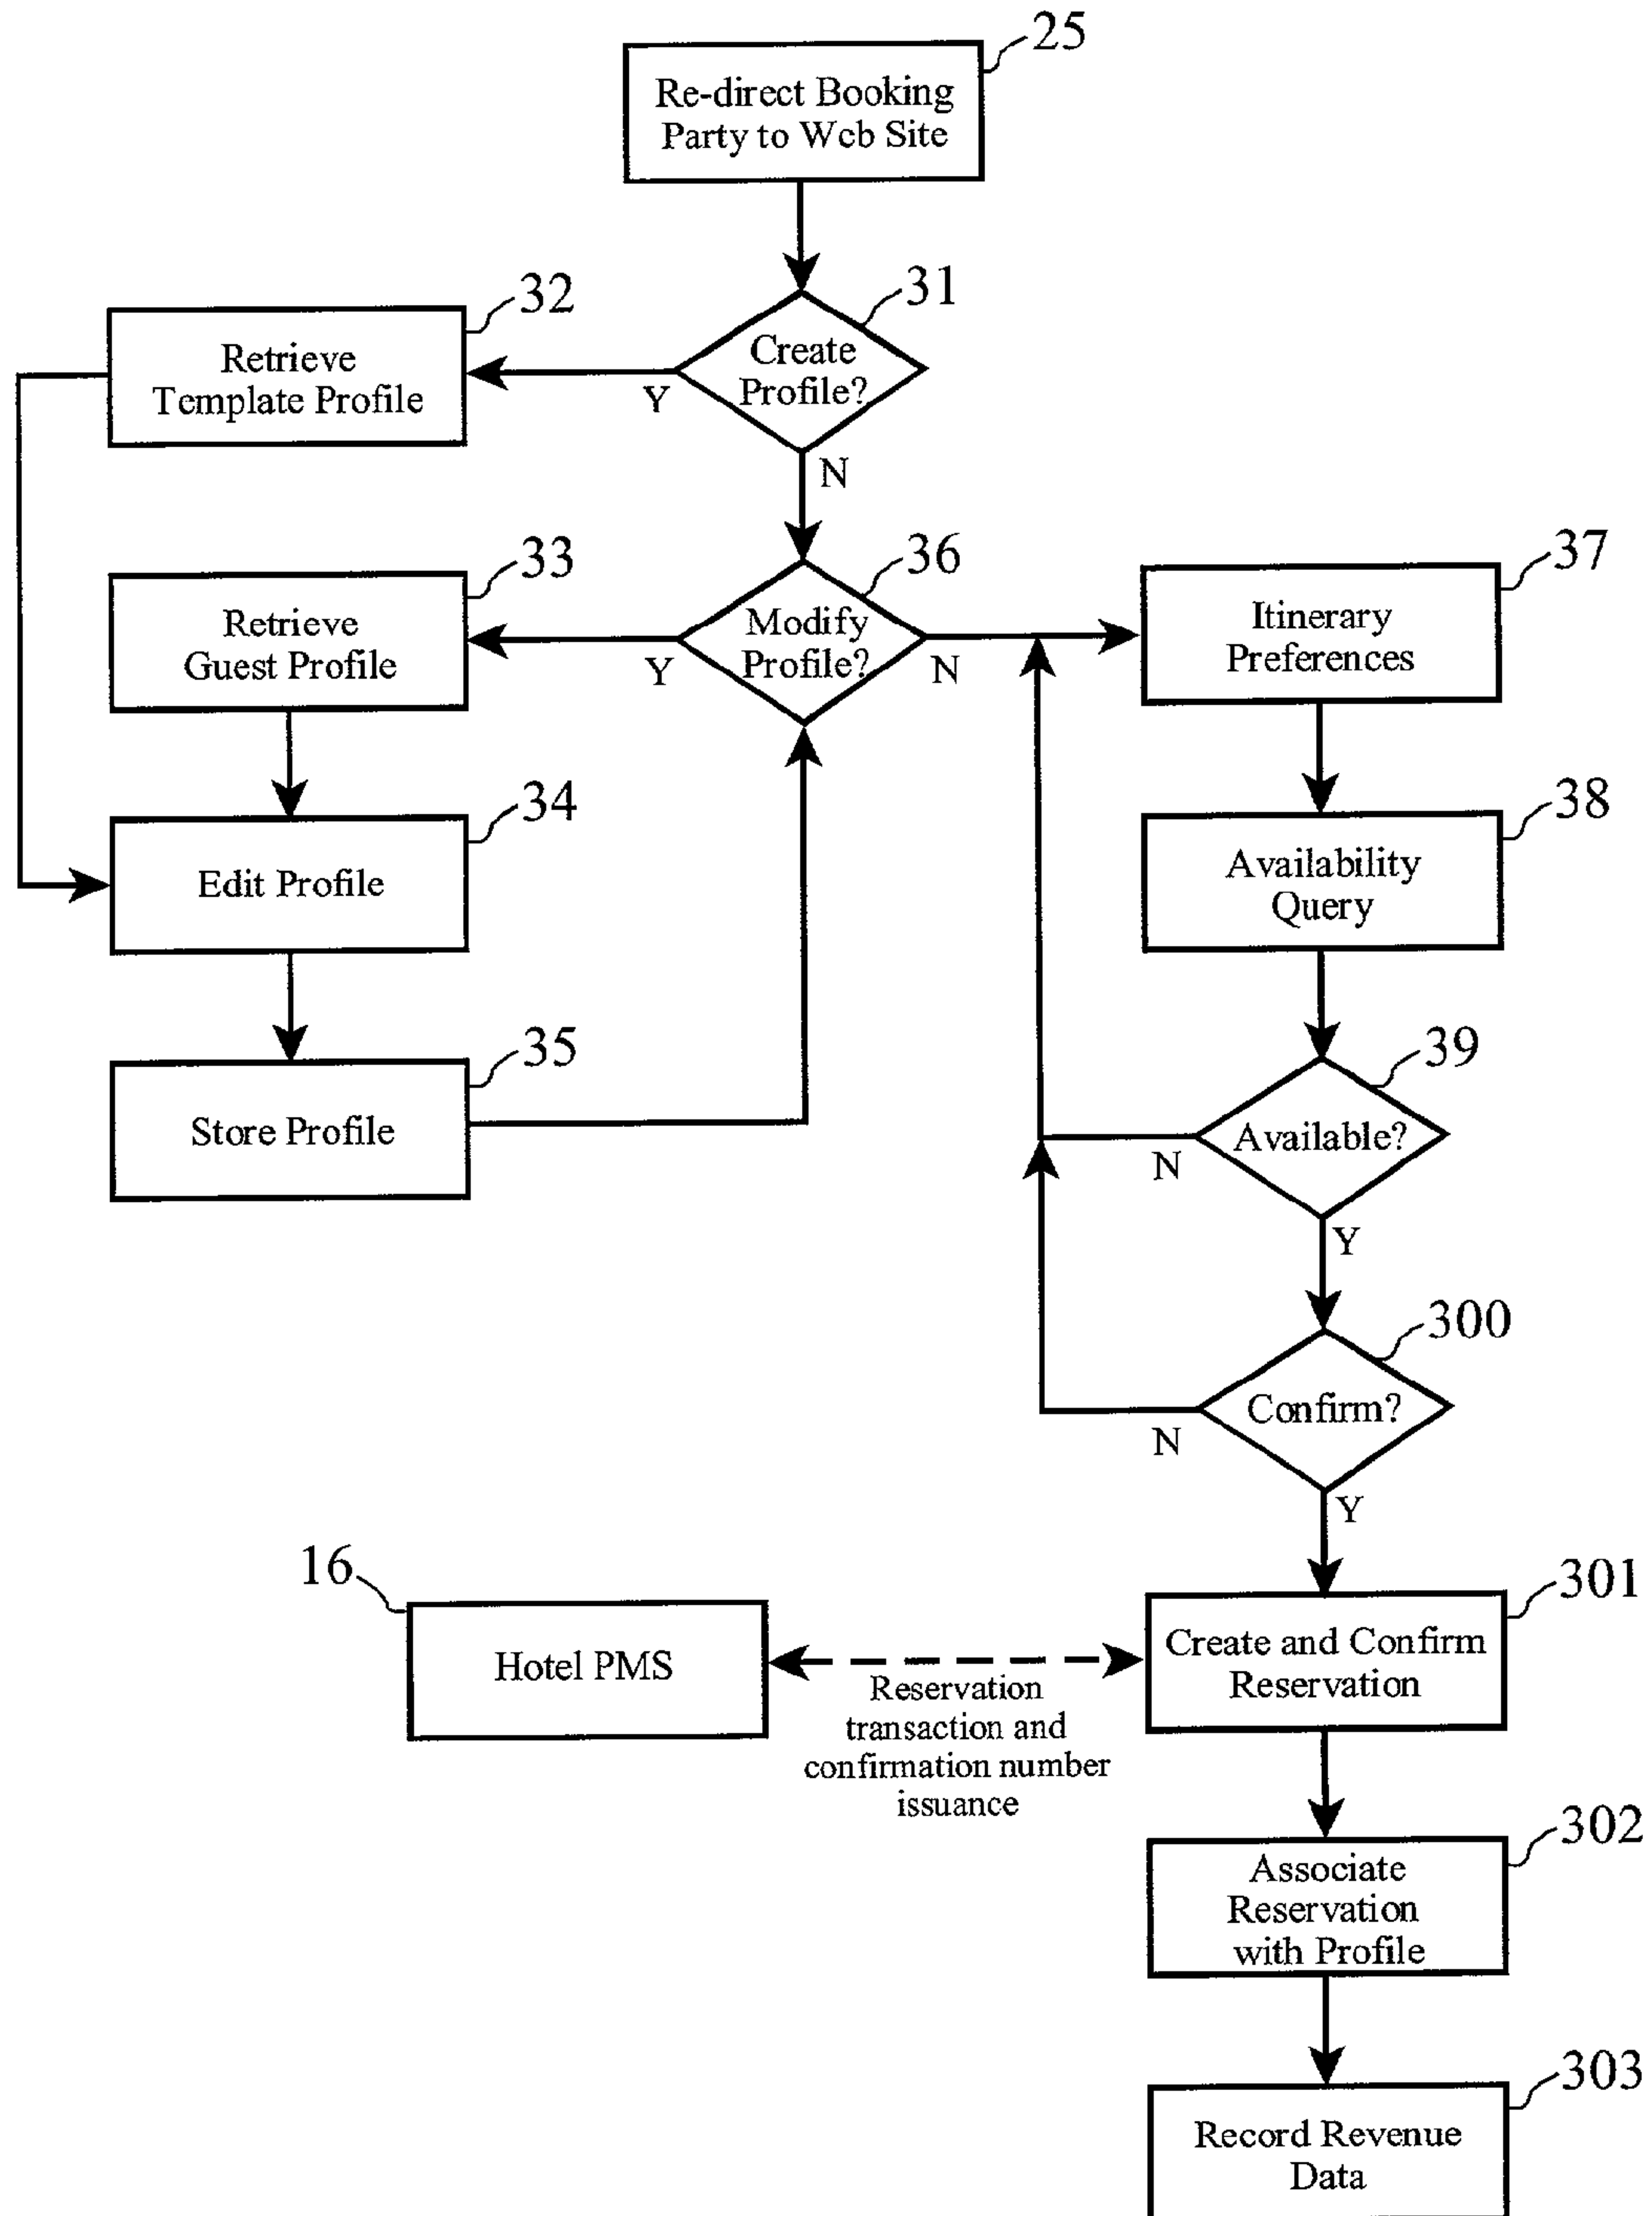 25
Re-direct Booking
Party to Web Site
31
Create
Profile?
Y
N
32
Retrieve
Template Profile
33
Retrieve
Guest Profile
36
Modify
Profile?
Y
N
37
Itinerary
Preferences
34
Edit Profile
38
Availability
Query
35
Store Profile
39
Available?
N
Y
300
Confirm?
N
Y
16
Hotel PMS
Reservation
transaction and
confirmation number
issuance
301
Create and Confirm
Reservation
302
Associate
Reservation
with Profile
303
Record Revenue
Data